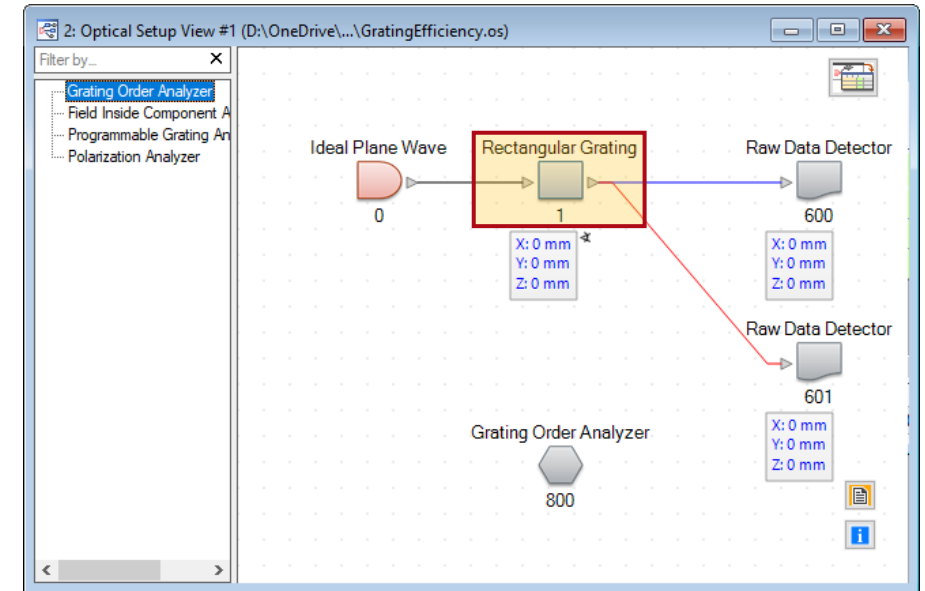 2: Optical Setup View #1 (D:\OneDrive\...\GratingEfficiency.os)
Filter by...
Grating Order Analyzer
Field Inside Component A
Programmable Grating An
Polarization Analyzer
Ideal Plane Wave
0
Rectangular Grating
1
X: 0 mm
Y: 0 mm
Z: 0 mm
Raw Data Detector
600
X: 0 mm
Y: 0 mm
Z: 0 mm
Raw Data Detector
601
X: 0 mm
Y: 0 mm
Z: 0 mm
Grating Order Analyzer
800